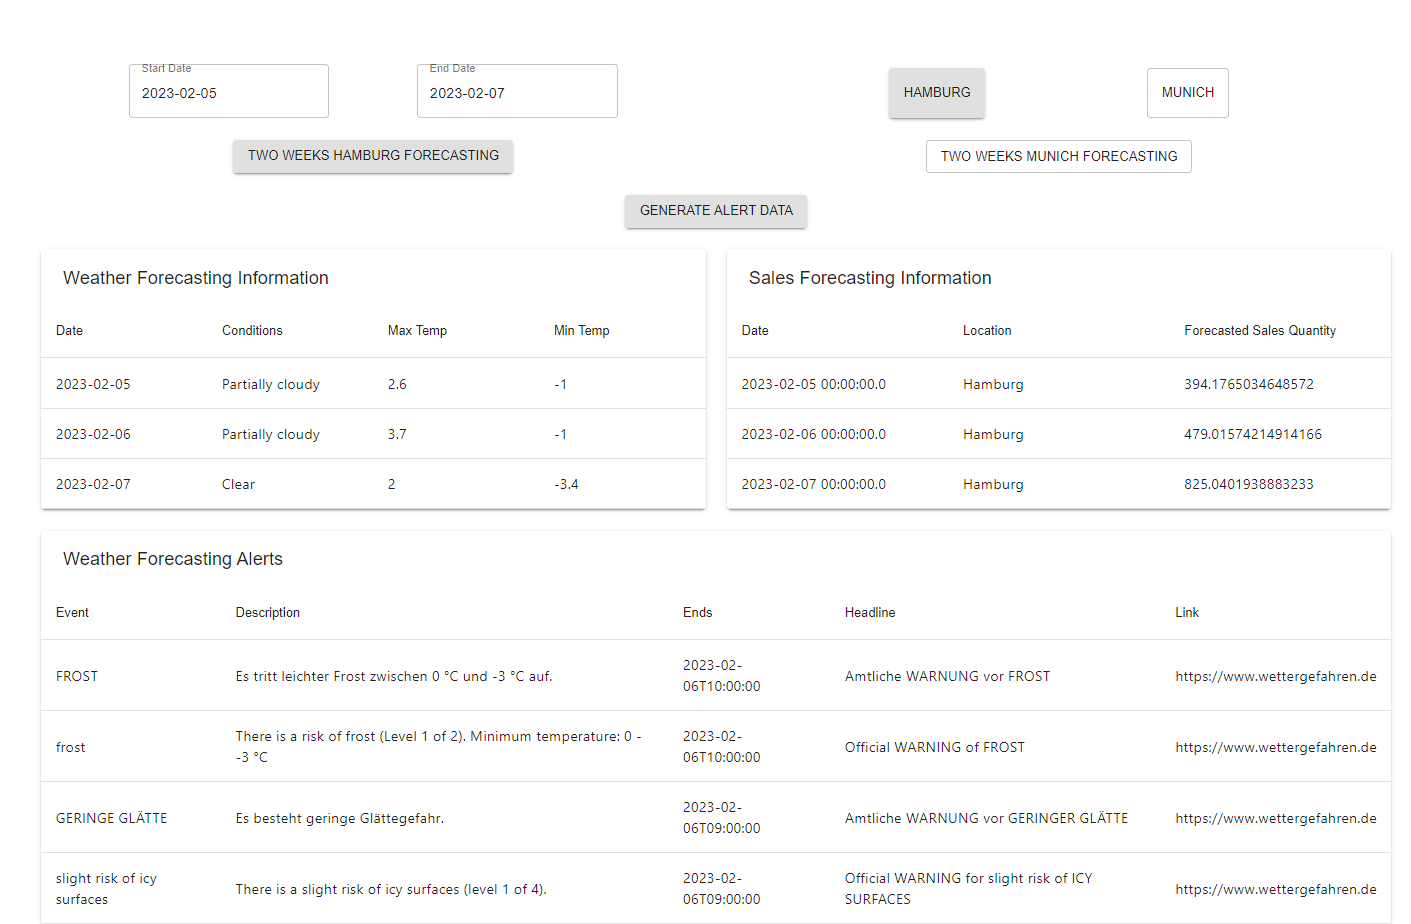 Start Date
End Date
2023-02-05
2023-02-07
HAMBURG
MUNICH
TWO WEEKS HAMBURG FORECASTING
TWO WEEKS MUNICH FORECASTING
GENERATE ALERT DATA
Weather Forecasting Information
Date Conditions Max Temp Min Temp
2023-02-05 Partially cloudy 2.6 -1
2023-02-06 Partially cloudy 3.7 -1
2023-02-07 Clear 2 -3.4
Sales Forecasting Information
Date Location Forecasted Sales Quantity
2023-02-05 00:00:00.0 Hamburg 394.1765034648572
2023-02-06 00:00:00.0 Hamburg 479.01574214914166
2023-02-07 00:00:00.0 Hamburg 825.0401938883233
Weather Forecasting Alerts
Event Description Ends Headline Link
FROST
Es tritt leichter Frost zwischen 0 °C und -3 °C auf.
2023-02-
06T10:00:00
Amtliche WARNUNG vor FROST
https://www.wettergefahren.de
frost
There is a risk of frost (Level 1 of 2). Minimum temperature: 0 -
-3 °C
2023-02-
06T10:00:00
Official WARNING of FROST
https://www.wettergefahren.de
GERINGE GLÄTTE
Es besteht geringe Glättegefahr.
2023-02-
06T09:00:00
Amtliche WARNUNG vor GERINGER GLÄTTE
https://www.wettergefahren.de
slight risk of icy
surfaces
There is a slight risk of icy surfaces (level 1 of 4).
2023-02-
06T09:00:00
Official WARNING for slight risk of ICY
SURFACES
https://www.wettergefahren.de